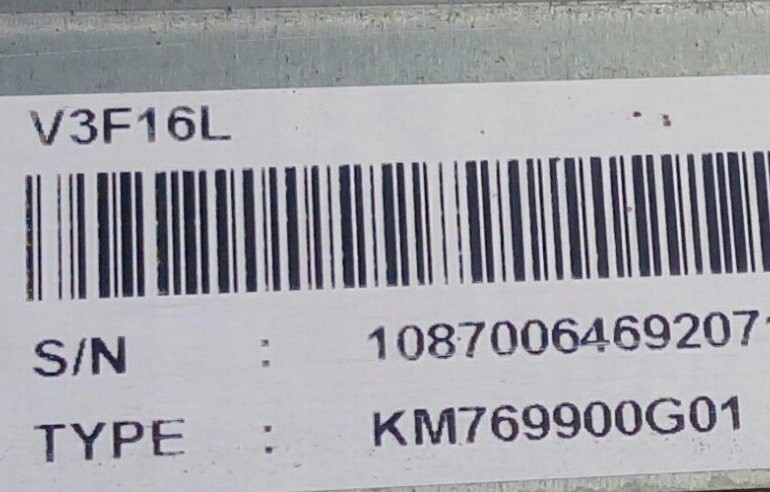 V3F16L
S/N : 1087006469207
TYPE : KM769900G01